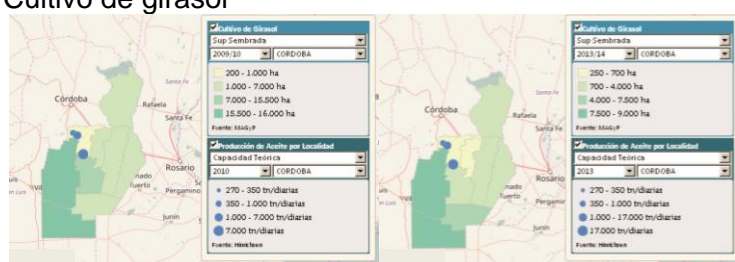 Cultivo de girasol
Cultivo de Girasol
Sup Sembrada
2009/10 CORDOBA
200 - 1.000 ha
1.000 - 7.000 ha
7.000 - 15.500 ha
15.500 - 16.000 ha
Fuente: MAGyP
Producción de Aceite por Localidad
Capacidad Teórica
2010 CORDOBA
270 - 350 tn/diarias
350 - 1.000 tn/diarias
1.000 - 7.000 tn/diarias
7.000 tn/diarias
Fuente: Hinrichsen
Santa Fe
Córdoba
Rafaela
Santa Fe
Rosario
Pergamino
Junín
Cultivo de Girasol
Sup Sembrada
2013/14 CORDOBA
250 - 700 ha
700 - 4.000 ha
4.000 - 7.500 ha
7.500 - 9.000 ha
Fuente: MAGyP
Producción de Aceite por Localidad
Capacidad Teórica
2013 CORDOBA
270 - 350 tn/diarias
350 - 1.000 tn/diarias
1.000 - 17.000 tn/diarias
17.000 tn/diarias
Fuente: Hinrichsen
Santa Fe
Córdoba
Rafaela
Santa Fe
Rosario
Junín